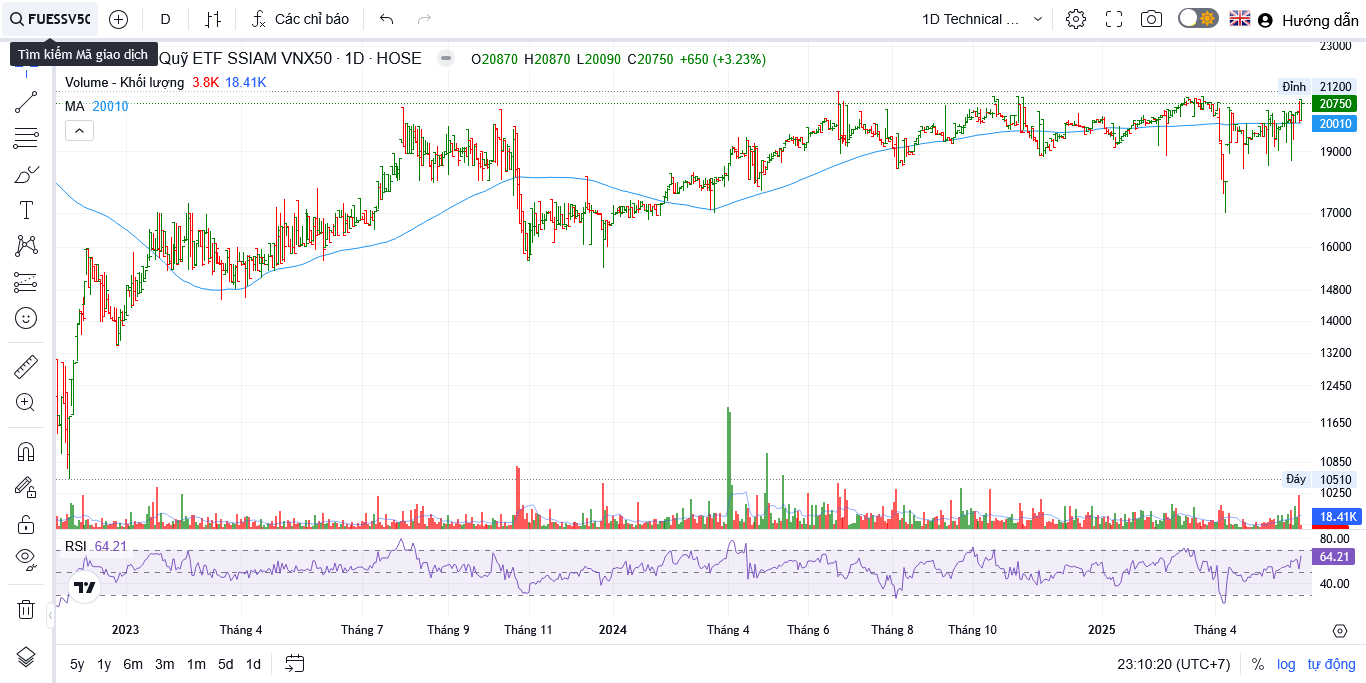 FUESSV50
D
Các chỉ báo
1D Technical ...
Hướng dẫn
Tìm kiếm Mã giao dịch
Quỹ ETF SSIAM VNX50 · 1D · HOSE
O20870 H20870 L20090 C20750 +650 (+3.23%)
Volume - Khối lượng 3.8K 18.41K
MA 20010
23000
Đỉnh 21200
20750
20010
19000
17000
16000
14800
14000
13200
12450
11650
10850
Đáy 10510
10250
18.41K
80.00
RSI 64.21
64.21
40.00
2023 Tháng 4 Tháng 7 Tháng 9 Tháng 11 2024 Tháng 4 Tháng 6 Tháng 8 Tháng 10 2025 Tháng 4
5y 1y 6m 3m 1m 5d 1d
23:10:20 (UTC+7) % log tự động